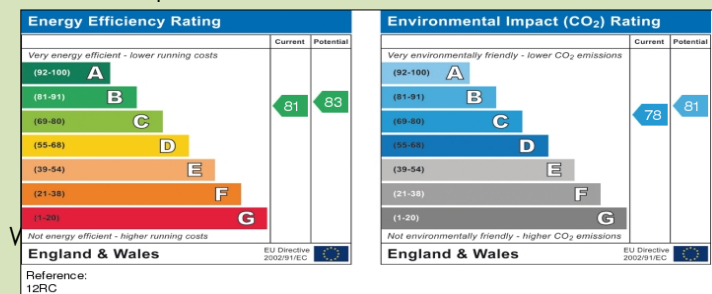 Energy Efficiency Rating
Current Potential
Very energy efficient - lower running costs
(92-100) A
(81-91) B
(69-80) C
(55-68) D
(39-54) E
(21-38) F
(1-20) G
81
83
Not energy efficient - higher running costs
England & Wales
EU Directive
2002/91/EC
Environmental Impact (CO₂) Rating
Current Potential
Very environmentally friendly - lower CO₂ emissions
(92-100) A
(81-91) B
(69-80) C
(55-68) D
(39-54) E
(21-38) F
(1-20) G
78
81
Not environmentally friendly - higher CO₂ emissions
England & Wales
EU Directive
2002/91/EC
Reference:
12RC